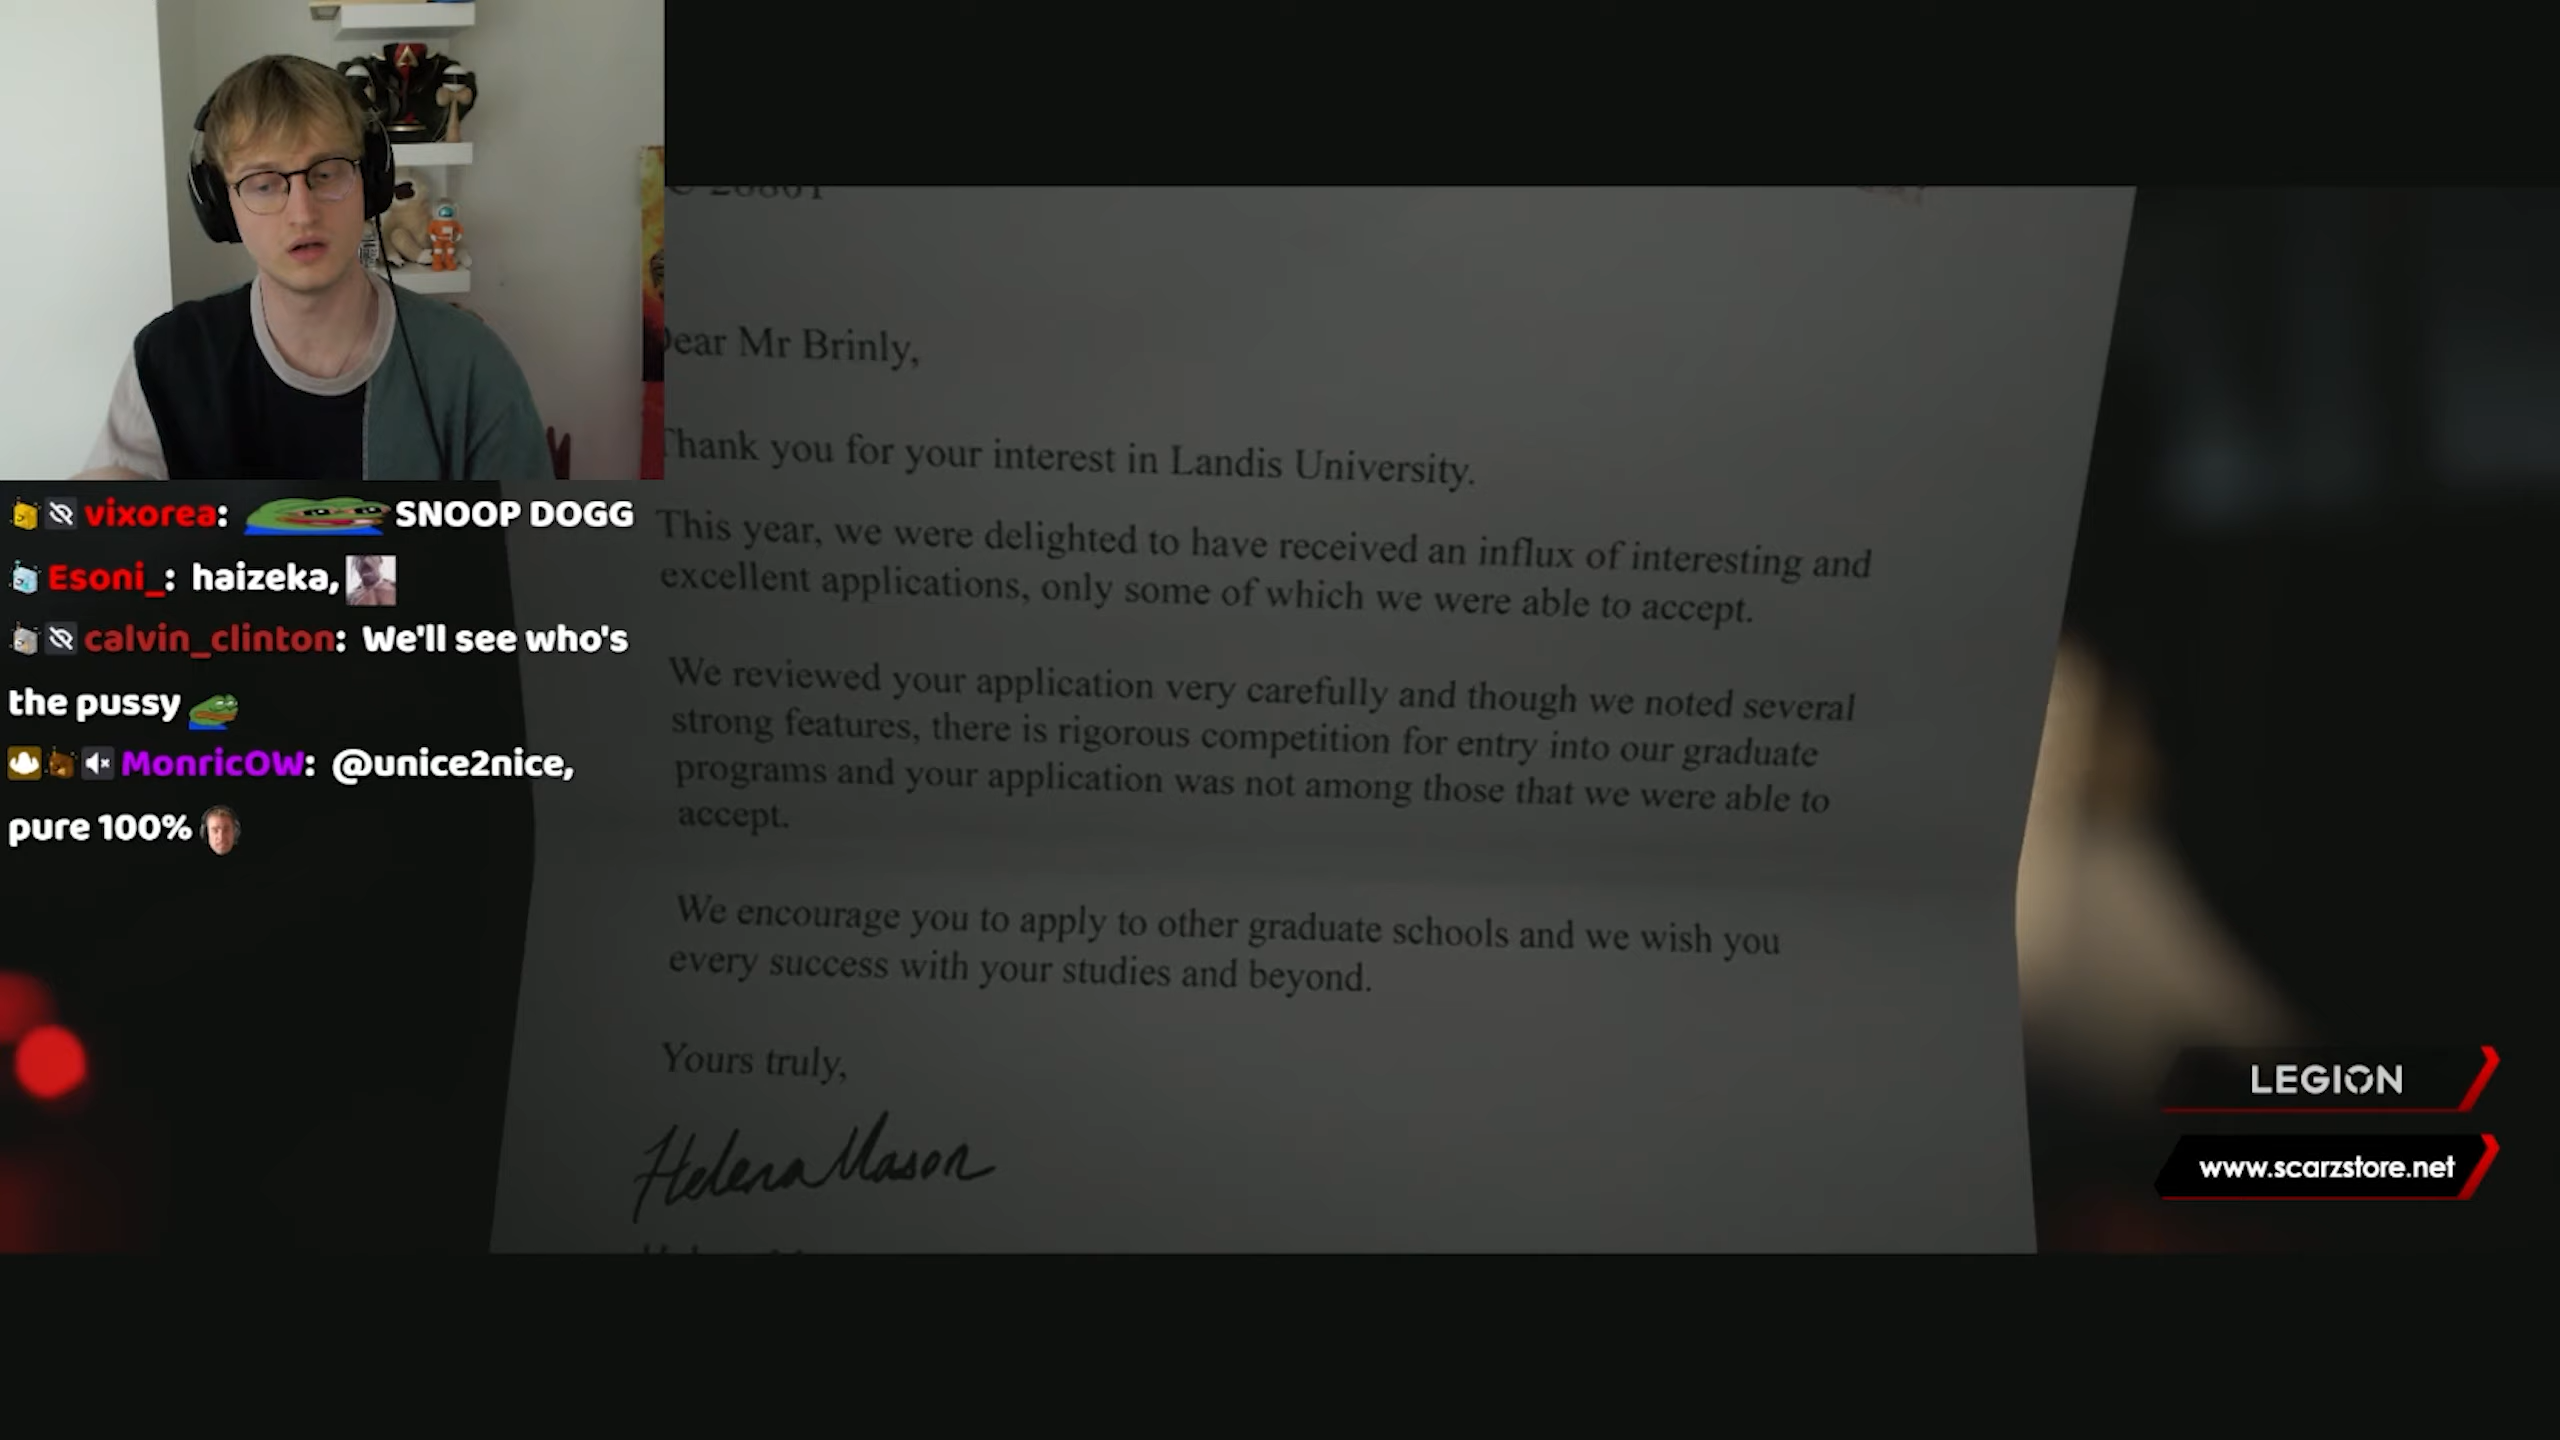 vixorea: SNOOP DOGG
Esoni_: haizeka,
calvin_clinton: We'll see who's
the pussy
MonricOW: @unice2nice,
pure 100%
Dear Mr Brinly,
Thank you for your interest in Landis University.
This year, we were delighted to have received an influx of interesting and
excellent applications, only some of which we were able to accept.
We reviewed your application very carefully and though we noted several
strong features, there is rigorous competition for entry into our graduate
programs and your application was not among those that we were able to
accept.
We encourage you to apply to other graduate schools and we wish you
every success with your studies and beyond.
Yours truly,
Helena Mason
LEGION
www.scarzstore.net